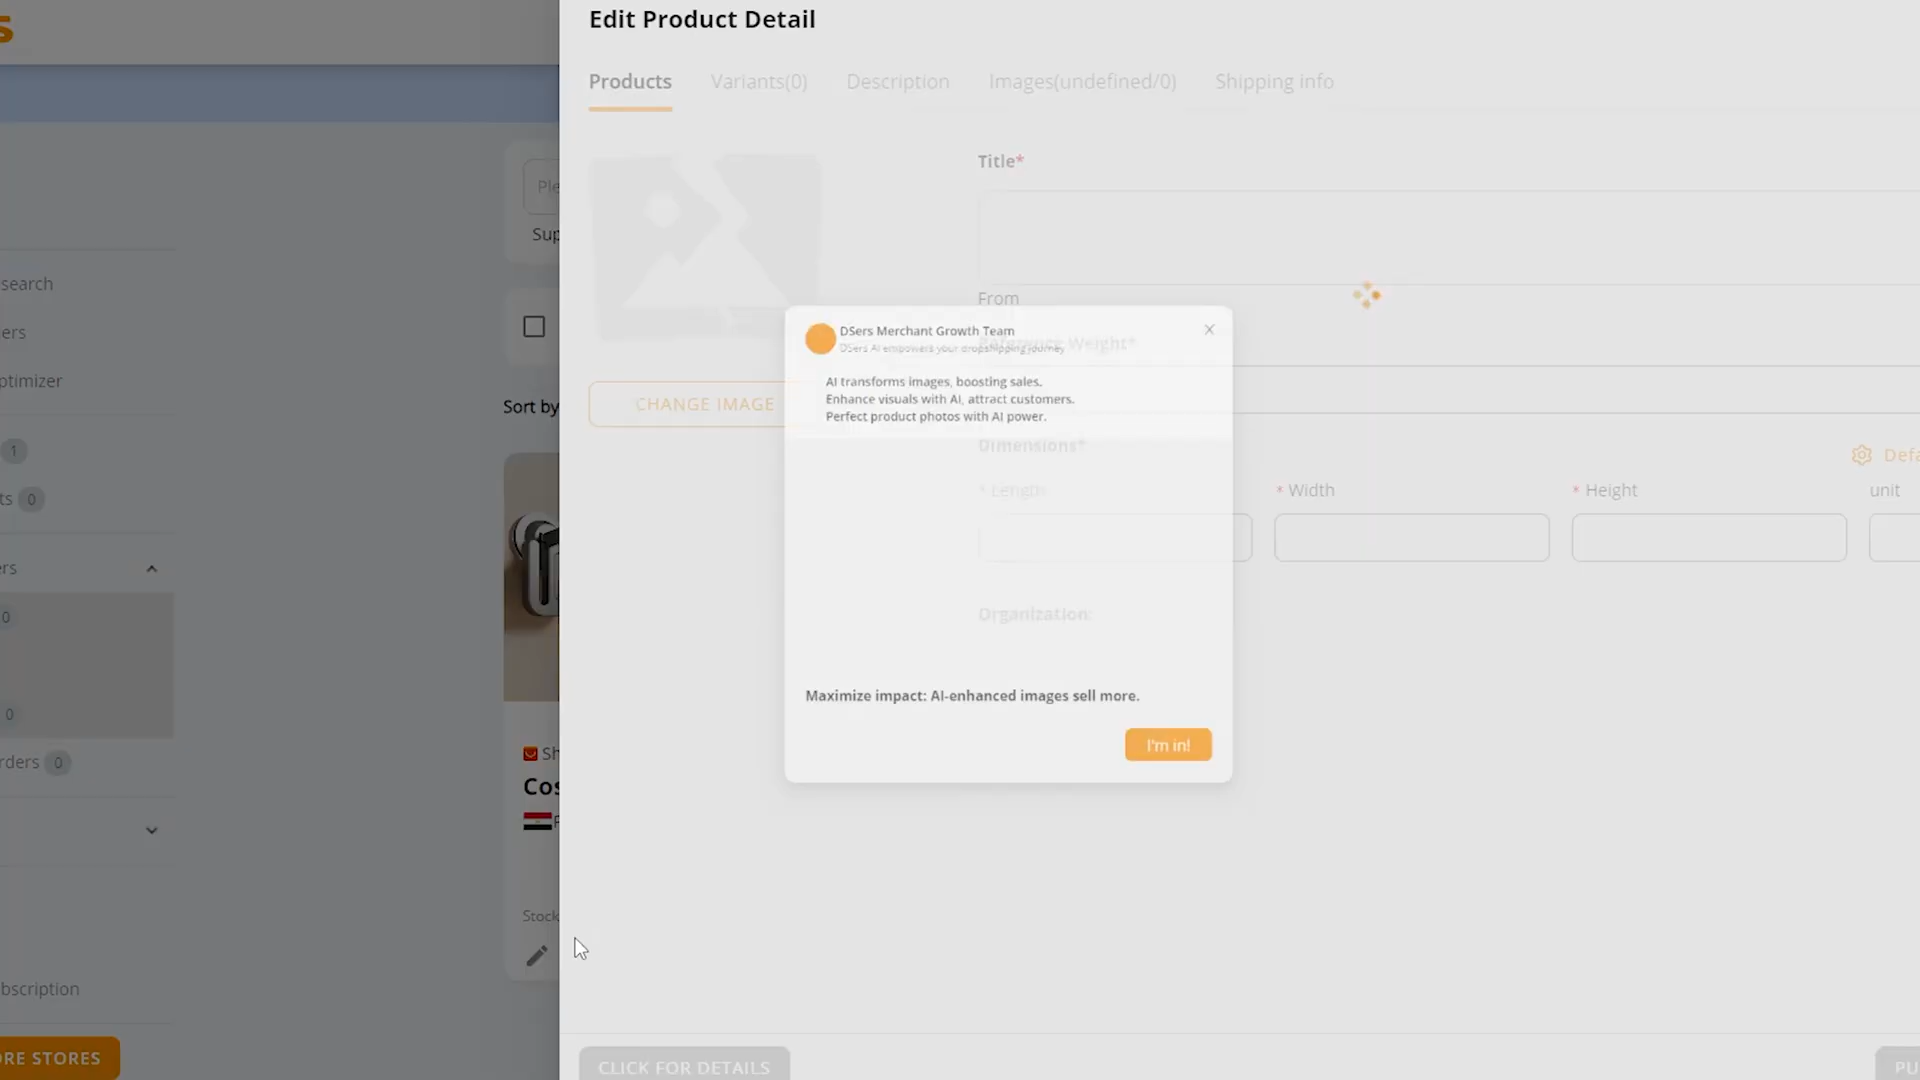 Edit Product Detail
Products
Variants(0)
Description
Images(undefined/0)
Shipping info
Title*
Ple
Sup
search
From
ers
DSers Merchant Growth Team
Reference Weight*
DSers AI empowers your dropshipping journey
ptimizer
AI transforms images, boosting sales.
Enhance visuals with AI, attract customers.
Perfect product photos with AI power.
Sort by
CHANGE IMAGE
1
Dimensions*
Defa
* Length
* Width
* Height
unit
ts 0
ers
0
Organization:
Maximize impact: AI-enhanced images sell more.
0
I'm in!
rders 0
Sh
Cos
Stock
bscription
RE STORES
CLICK FOR DETAILS
PU